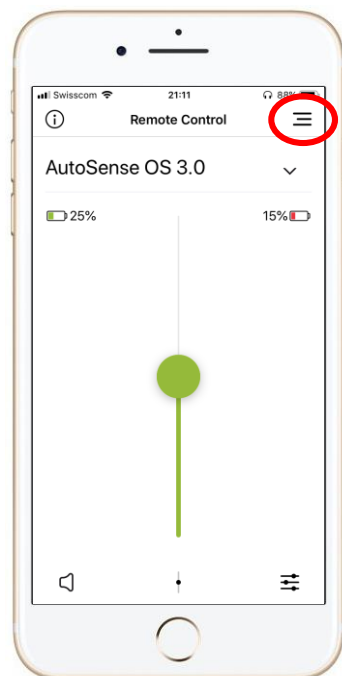 Swisscom
21:11
88%
Remote Control
AutoSense OS 3.0
25%
15%